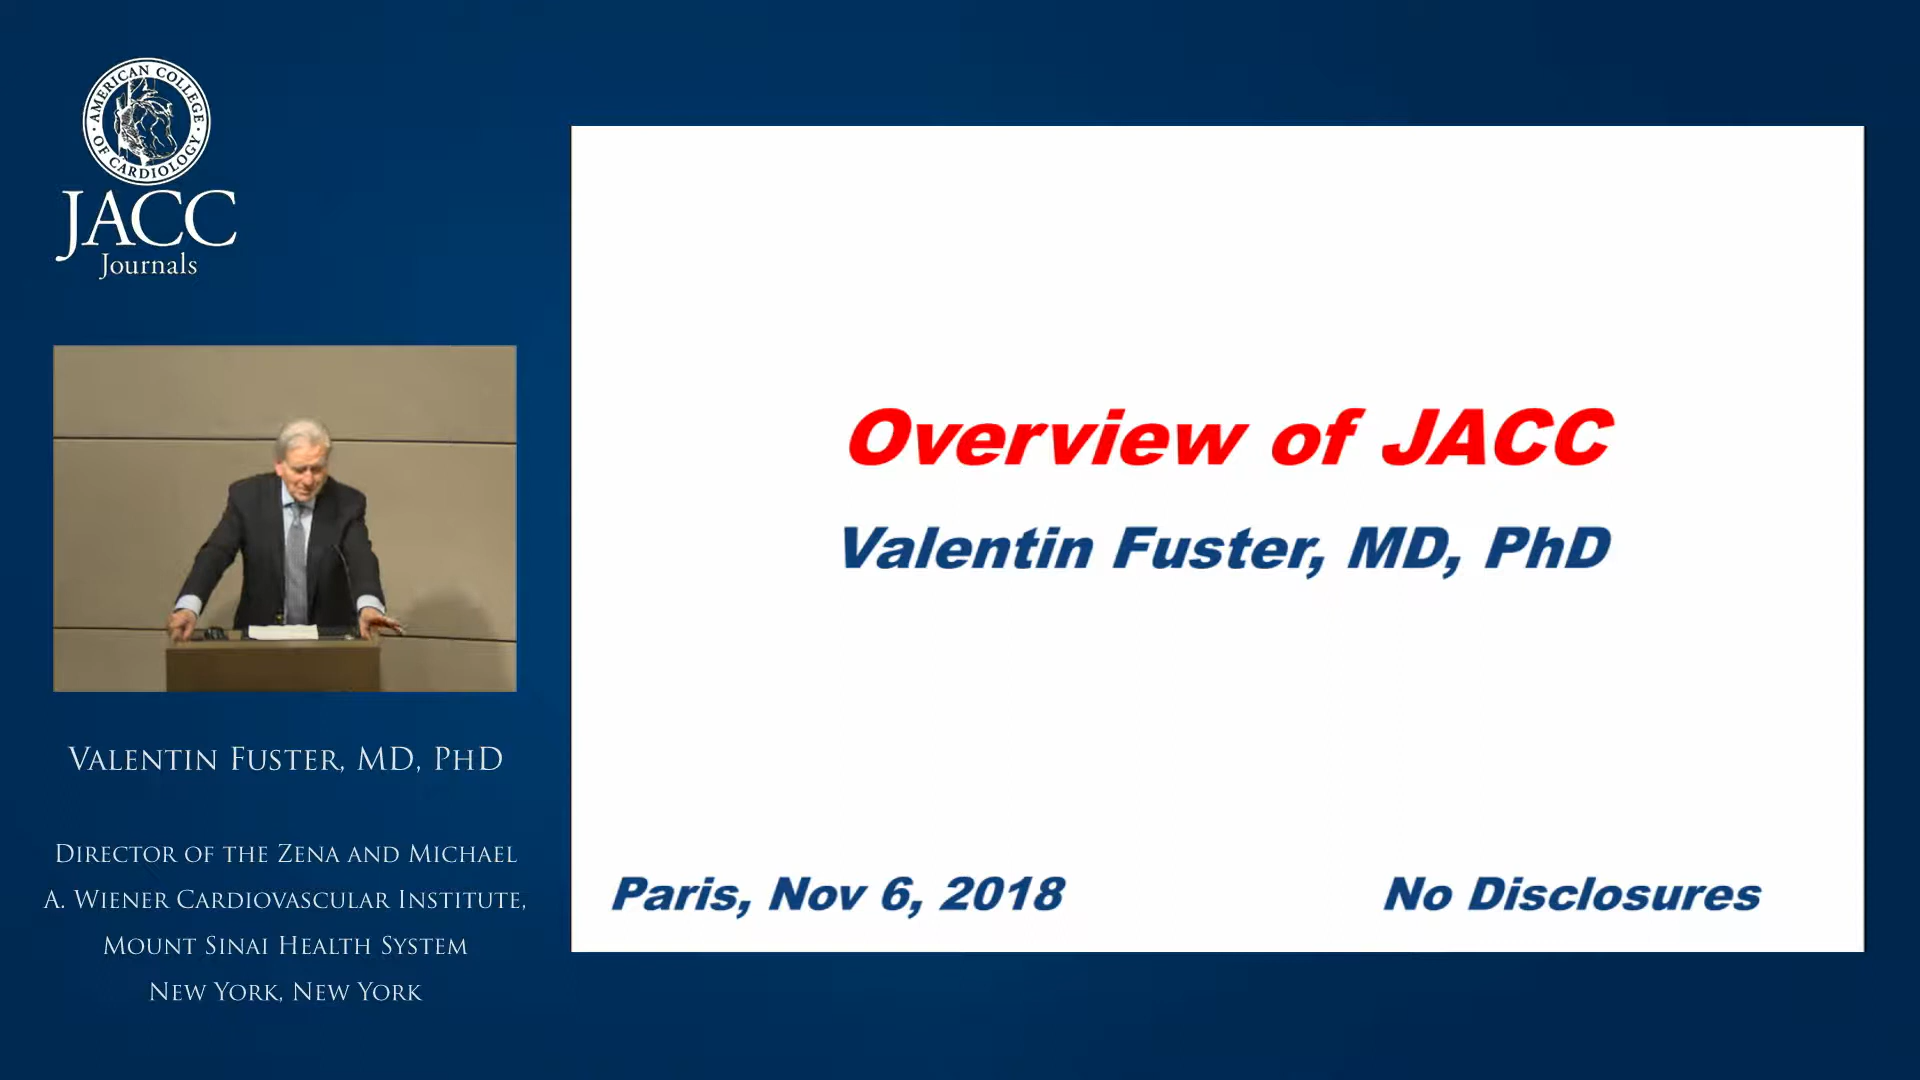 AMERICAN COLLEGE
OF CARDIOLOGY
JACC
Journals
Valentin Fuster, MD, PhD
Director of the Zena and Michael
A. Wiener Cardiovascular Institute,
Mount Sinai Health System
New York, New York
Overview of JACC
Valentin Fuster, MD, PhD
Paris, Nov 6, 2018
No Disclosures